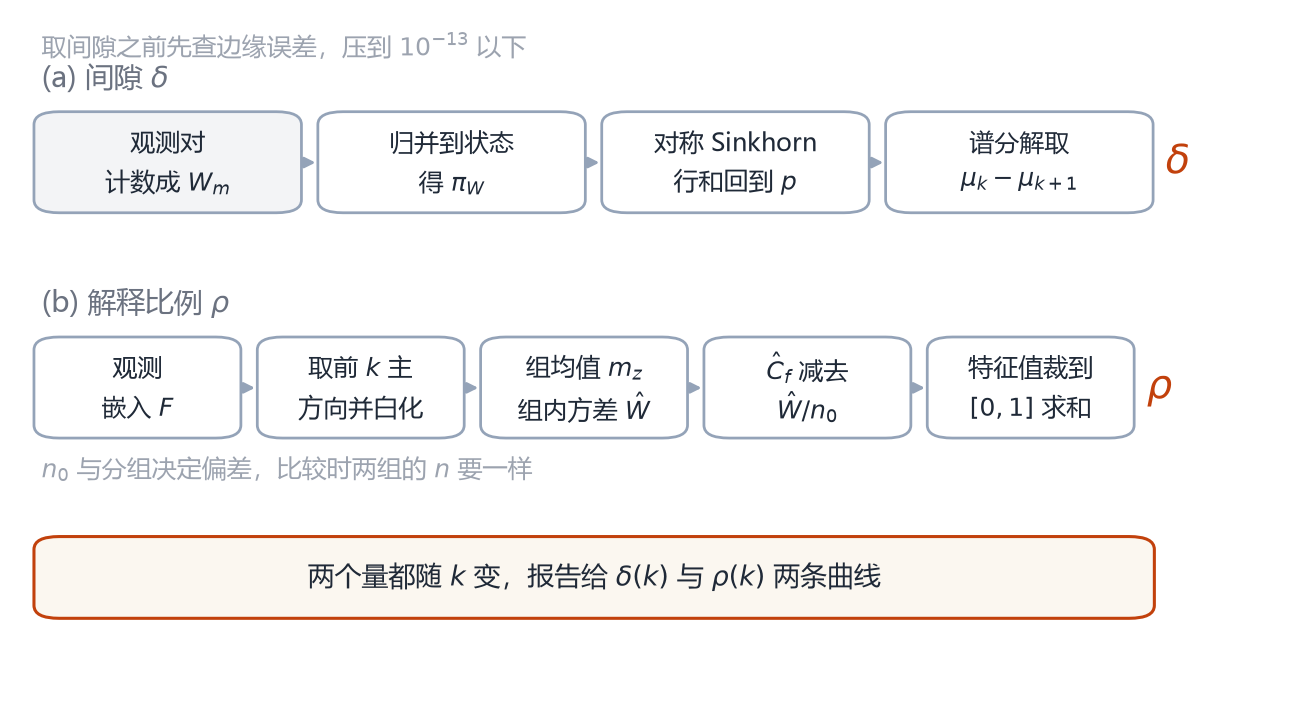 取间隙之前先查边缘误差，压到 10⁻¹³ 以下
(a) 间隙 δ
观测对
计数成 W_m
归并到状态
得 π_W
对称 Sinkhorn
行和回到 p
谱分解取
μ_k − μ_{k+1}
δ
(b) 解释比例 ρ
观测
嵌入 F
取前 k 主
方向并白化
组均值 m_z
组内方差 Ŵ
Ĉ_f 减去
Ŵ/n₀
特征值裁到
[0, 1] 求和
ρ
n₀ 与分组决定偏差，比较时两组的 n 要一样
两个量都随 k 变，报告给 δ(k) 与 ρ(k) 两条曲线